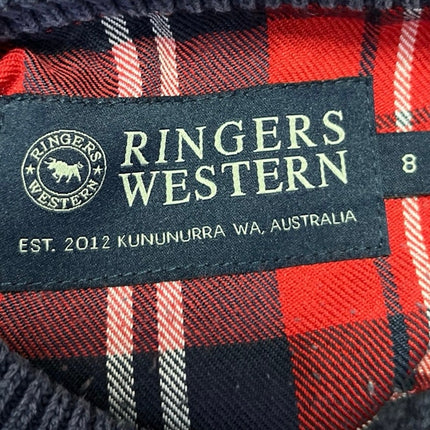 RINGERS
WESTERN
RINGERS
WESTERN
8
EST. 2012 KUNUNURRA WA, AUSTRALIA